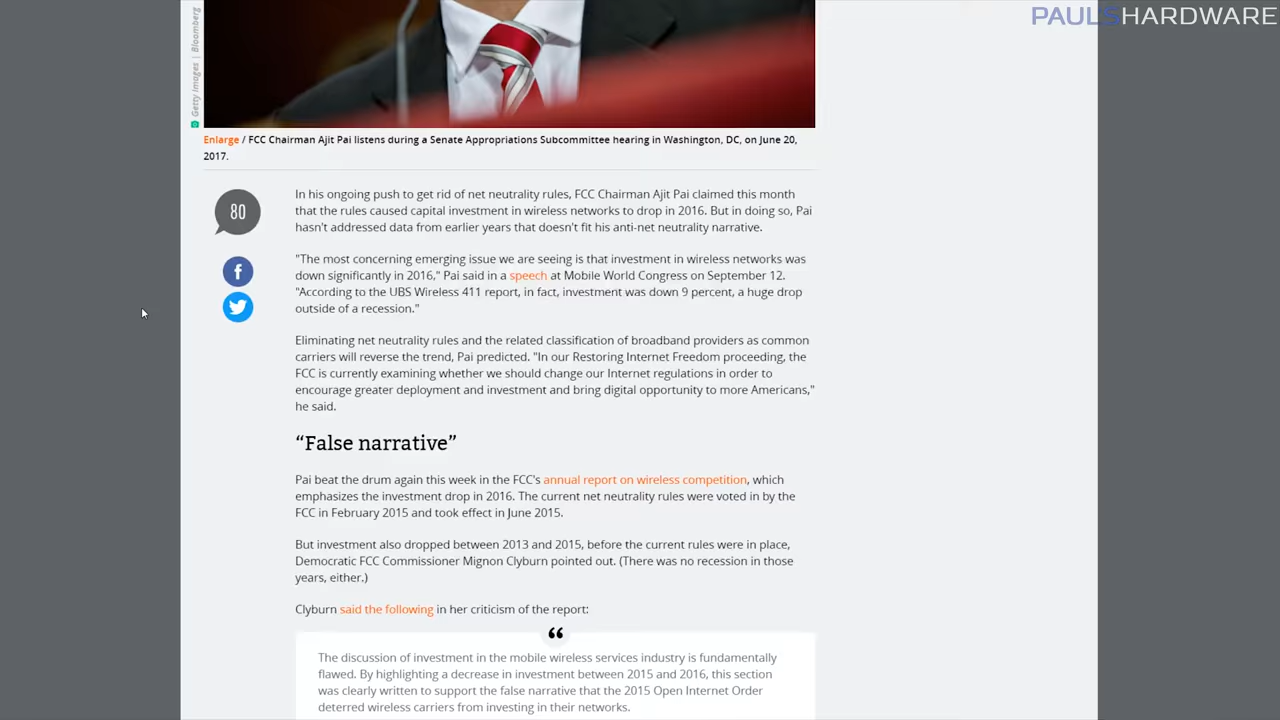 PAULSHARDWARE
Getty Images | Bloomberg
Enlarge / FCC Chairman Ajit Pai listens during a Senate Appropriations Subcommittee hearing in Washington, DC, on June 20,
2017.
80
In his ongoing push to get rid of net neutrality rules, FCC Chairman Ajit Pai claimed this month
that the rules caused capital investment in wireless networks to drop in 2016. But in doing so, Pai
hasn't addressed data from earlier years that doesn't fit his anti-net neutrality narrative.
"The most concerning emerging issue we are seeing is that investment in wireless networks was
down significantly in 2016," Pai said in a speech at Mobile World Congress on September 12.
"According to the UBS Wireless 411 report, in fact, investment was down 9 percent, a huge drop
outside of a recession."
Eliminating net neutrality rules and the related classification of broadband providers as common
carriers will reverse the trend, Pai predicted. "In our Restoring Internet Freedom proceeding, the
FCC is currently examining whether we should change our Internet regulations in order to
encourage greater deployment and investment and bring digital opportunity to more Americans,"
he said.
“False narrative”
Pai beat the drum again this week in the FCC's annual report on wireless competition, which
emphasizes the investment drop in 2016. The current net neutrality rules were voted in by the
FCC in February 2015 and took effect in June 2015.
But investment also dropped between 2013 and 2015, before the current rules were in place,
Democratic FCC Commissioner Mignon Clyburn pointed out. (There was no recession in those
years, either.)
Clyburn said the following in her criticism of the report:
“
The discussion of investment in the mobile wireless services industry is fundamentally
flawed. By highlighting a decrease in investment between 2015 and 2016, this section
was clearly written to support the false narrative that the 2015 Open Internet Order
deterred wireless carriers from investing in their networks.